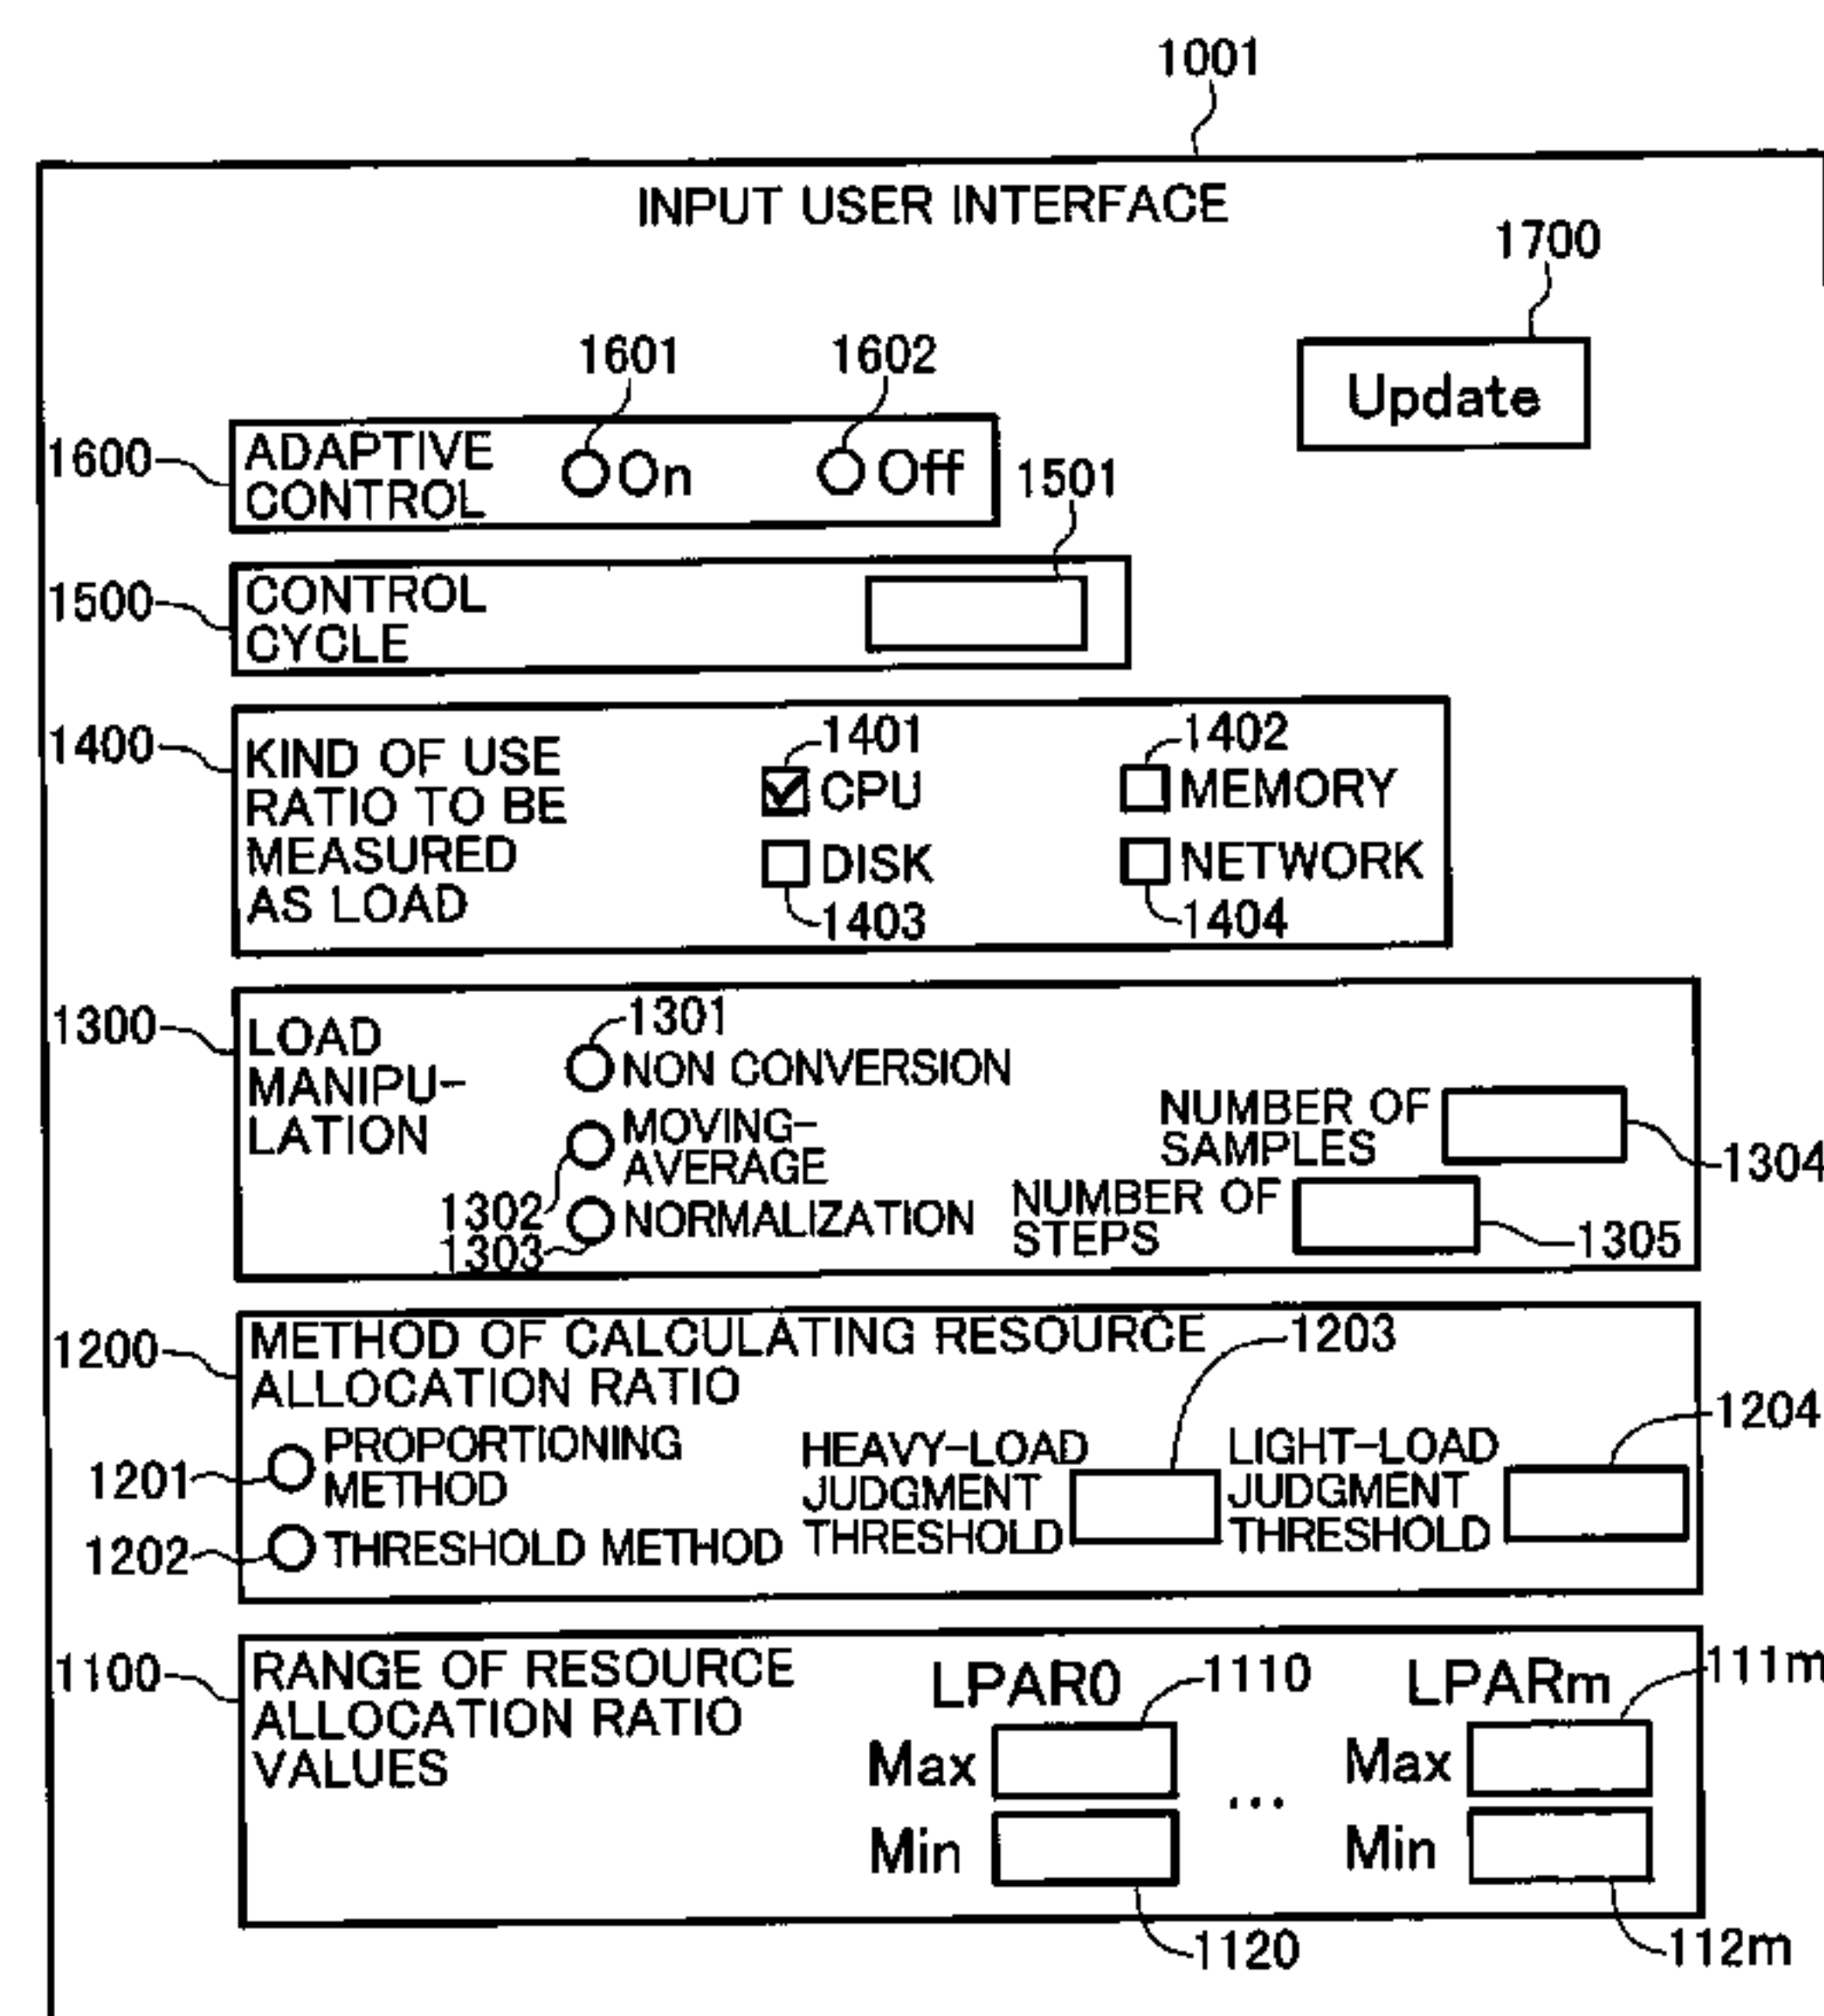 1001
INPUT USER INTERFACE
1700
Update
1601
1602
1600
ADAPTIVE
CONTROL
On
Off
1501
1500
CONTROL
CYCLE
1400
KIND OF USE
RATIO TO BE
MEASURED
AS LOAD
1401
CPU
1402
MEMORY
DISK
1403
NETWORK
1404
1300
LOAD
MANIPU-
LATION
1301
NON CONVERSION
MOVING-
AVERAGE
1302
NORMALIZATION
1303
NUMBER OF
SAMPLES
1304
NUMBER OF
STEPS
1305
1200
METHOD OF CALCULATING RESOURCE
ALLOCATION RATIO
1203
1204
1201
PROPORTIONING
METHOD
1202
THRESHOLD METHOD
HEAVY-LOAD
JUDGMENT
THRESHOLD
LIGHT-LOAD
JUDGMENT
THRESHOLD
1100
RANGE OF RESOURCE
ALLOCATION RATIO
VALUES
LPAR0
1110
Max
Min
1120
...
LPARm
111m
Max
Min
112m